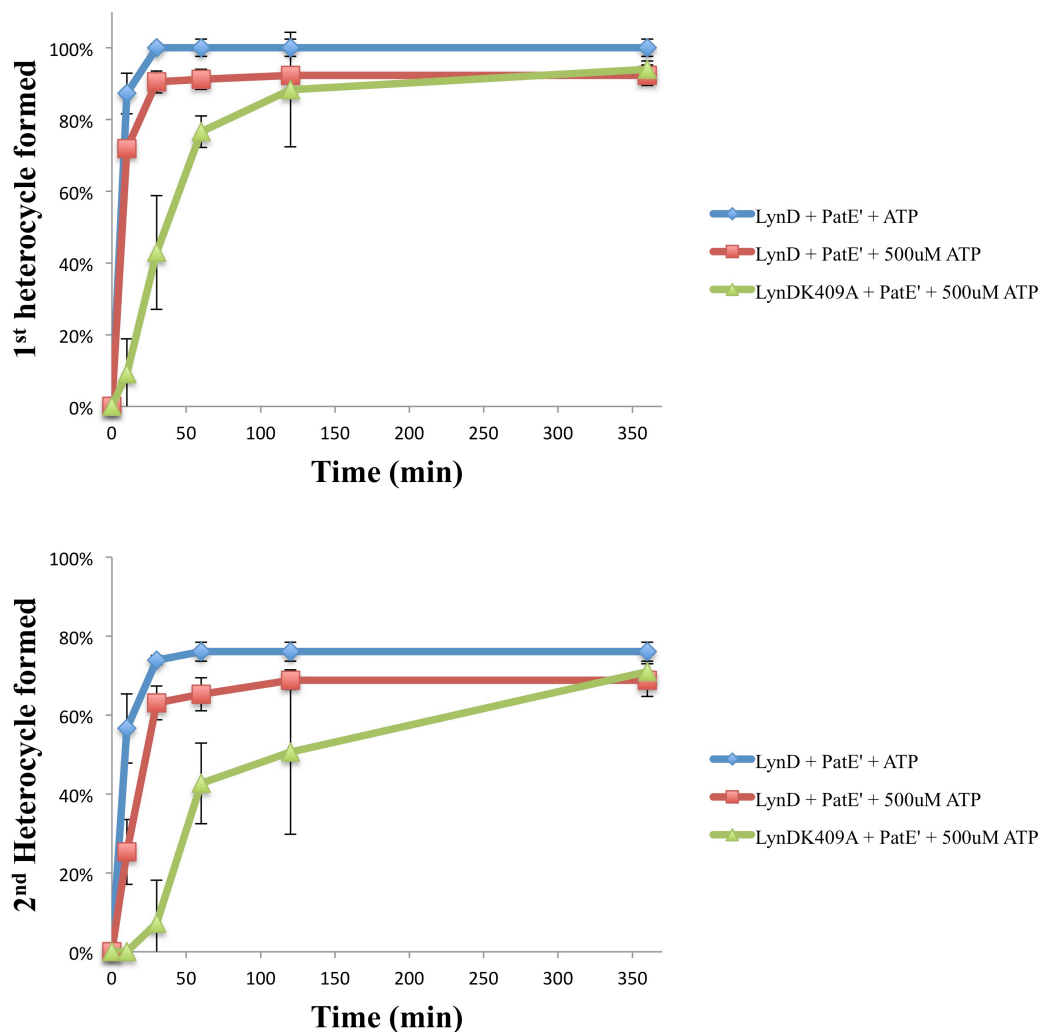 1st heterocycle formed
100%
80%
60%
40%
20%
0%
0 50 100 150 200 250 300 350
Time (min)
LynD + PatE' + ATP
LynD + PatE' + 500uM ATP
LynDK409A + PatE' + 500uM ATP
2nd Heterocycle formed
100%
80%
60%
40%
20%
0%
0 50 100 150 200 250 300 350
Time (min)
LynD + PatE' + ATP
LynD + PatE' + 500uM ATP
LynDK409A + PatE' + 500uM ATP